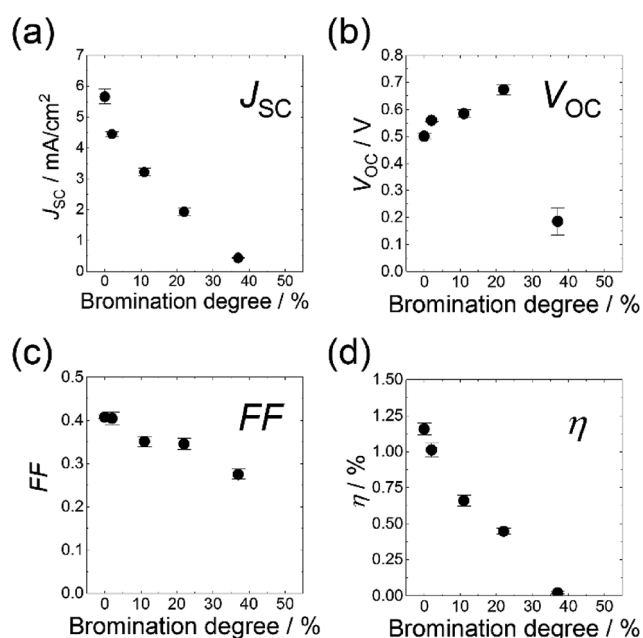 (a)
J_SC / mA/cm²
7
6
5
4
3
2
1
0
J_SC
0 10 20 30 40 50
Bromination degree / %
(b)
V_OC / V
0.8
0.7
0.6
0.5
0.4
0.3
0.2
0.1
0.0
V_OC
0 10 20 30 40 50
Bromination degree / %
(c)
FF
0.5
0.4
0.3
0.2
0.1
0.0
FF
0 10 20 30 40 50
Bromination degree / %
(d)
η / %
1.50
1.25
1.00
0.75
0.50
0.25
0.00
η
0 10 20 30 40 50
Bromination degree / %